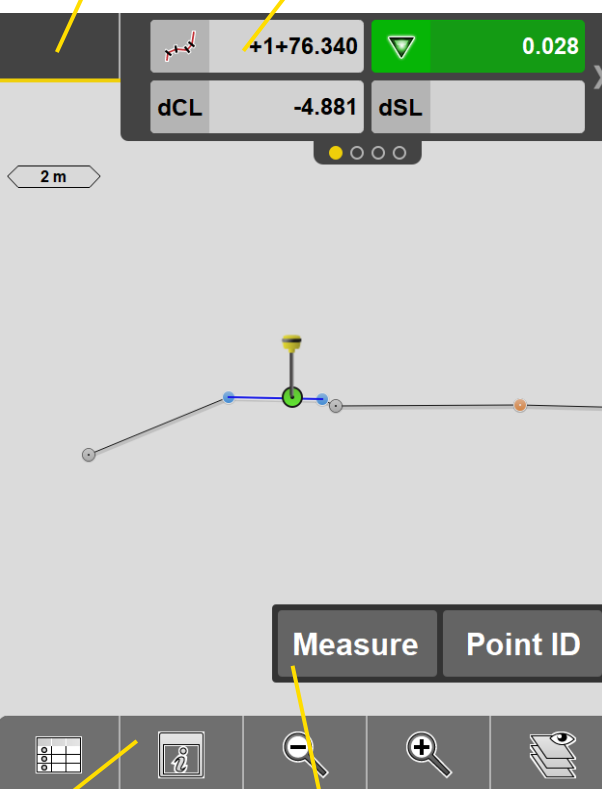 +1+76.340
0.028
dCL
-4.881
dSL
2 m
Measure
Point ID
i